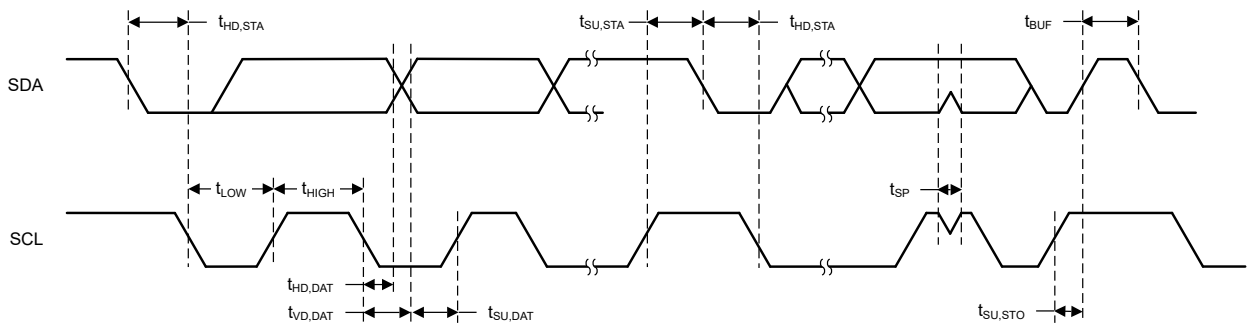 tHD,STA
tSU,STA
tHD,STA
tBUF
SDA
tLOW
tHIGH
tSP
SCL
tHD,DAT
tVD,DAT
tSU,DAT
tSU,STO